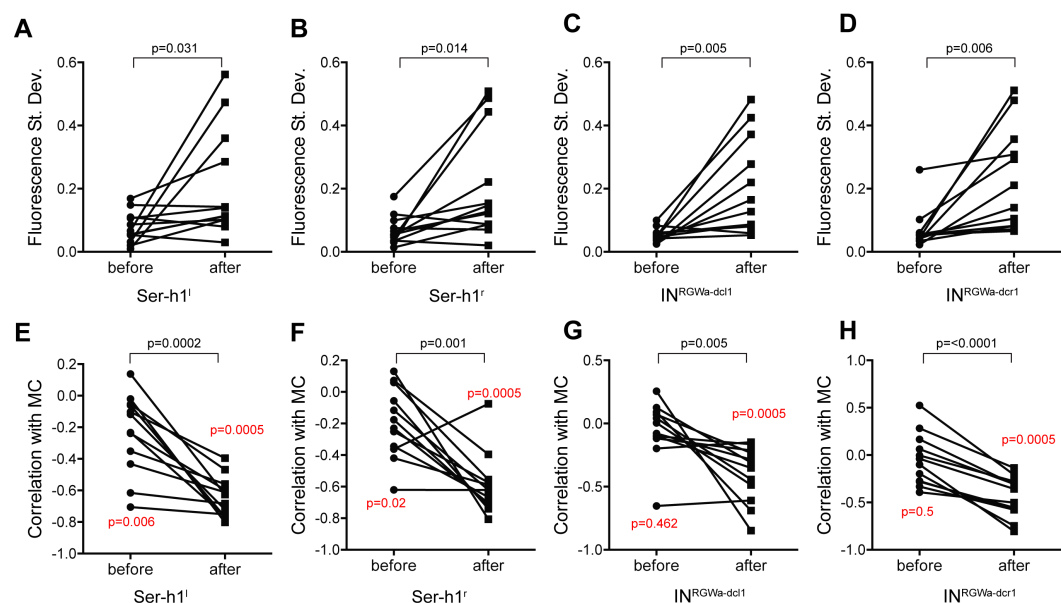 A
p=0.031
Fluorescence St. Dev.
0.6
0.4
0.2
0.0
before
after
Ser-h1ˡ
B
p=0.014
Fluorescence St. Dev.
0.6
0.4
0.2
0.0
before
after
Ser-h1ʳ
C
p=0.005
Fluorescence St. Dev.
0.6
0.4
0.2
0.0
before
after
INRGWa-dcl1
D
p=0.006
Fluorescence St. Dev.
0.6
0.4
0.2
0.0
before
after
INRGWa-dcr1
E
p=0.0002
Correlation with MC
0.2
0.0
-0.2
-0.4
-0.6
-0.8
-1.0
p=0.0005
p=0.006
before
after
Ser-h1ˡ
F
p=0.001
Correlation with MC
0.2
0.0
-0.2
-0.4
-0.6
-0.8
-1.0
p=0.0005
p=0.02
before
after
Ser-h1ʳ
G
p=0.005
Correlation with MC
0.5
0.0
-0.5
-1.0
p=0.0005
p=0.462
before
after
INRGWa-dcl1
H
p=<0.0001
Correlation with MC
1.0
0.5
0.0
-0.5
-1.0
p=0.0005
p=0.5
before
after
INRGWa-dcr1